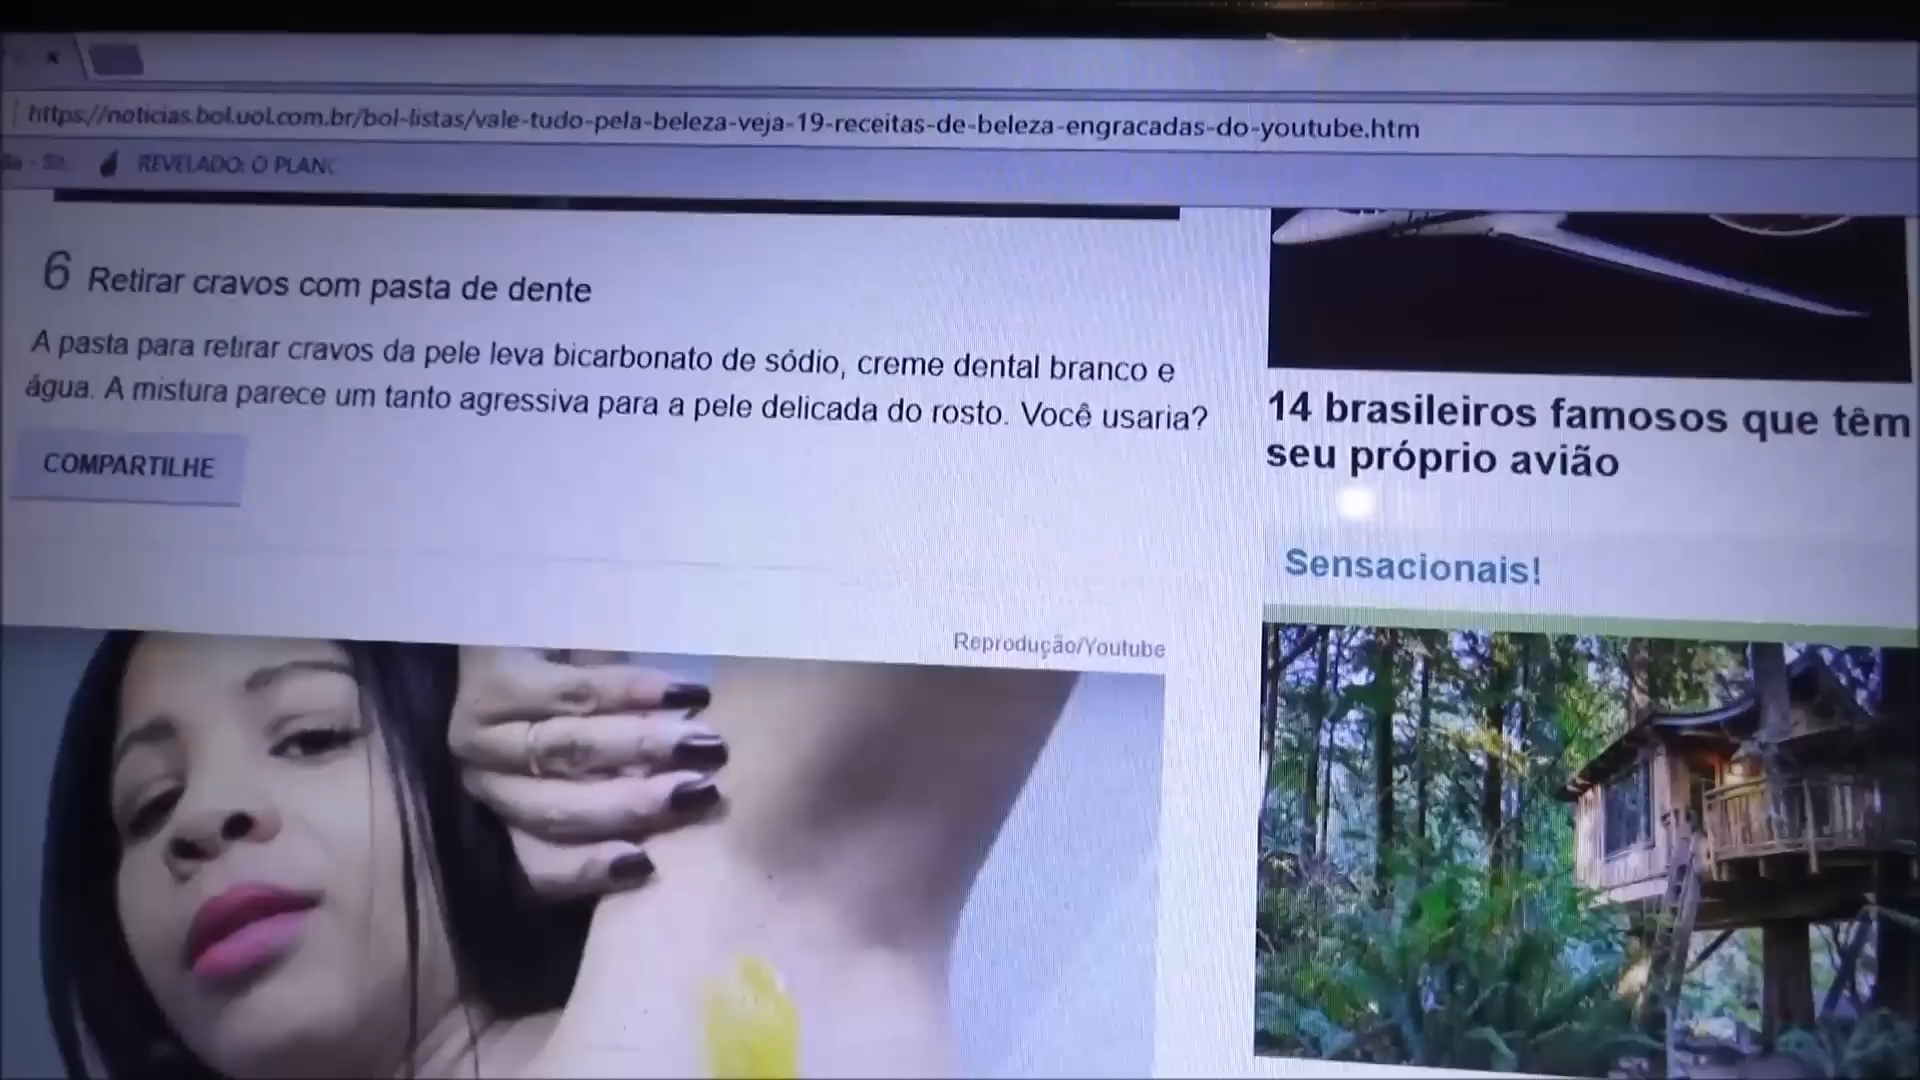 https://noticias.bol.uol.com.br/bol-listas/vale-tudo-pela-beleza-veja-19-receitas-de-beleza-engracadas-do-youtube.htm
REVELADO: O PLANO
6 Retirar cravos com pasta de dente
A pasta para retirar cravos da pele leva bicarbonato de sódio, creme dental branco e
água. A mistura parece um tanto agressiva para a pele delicada do rosto. Você usaria?
COMPARTILHE
Reprodução/Youtube
14 brasileiros famosos que têm
seu próprio avião
Sensacionais!